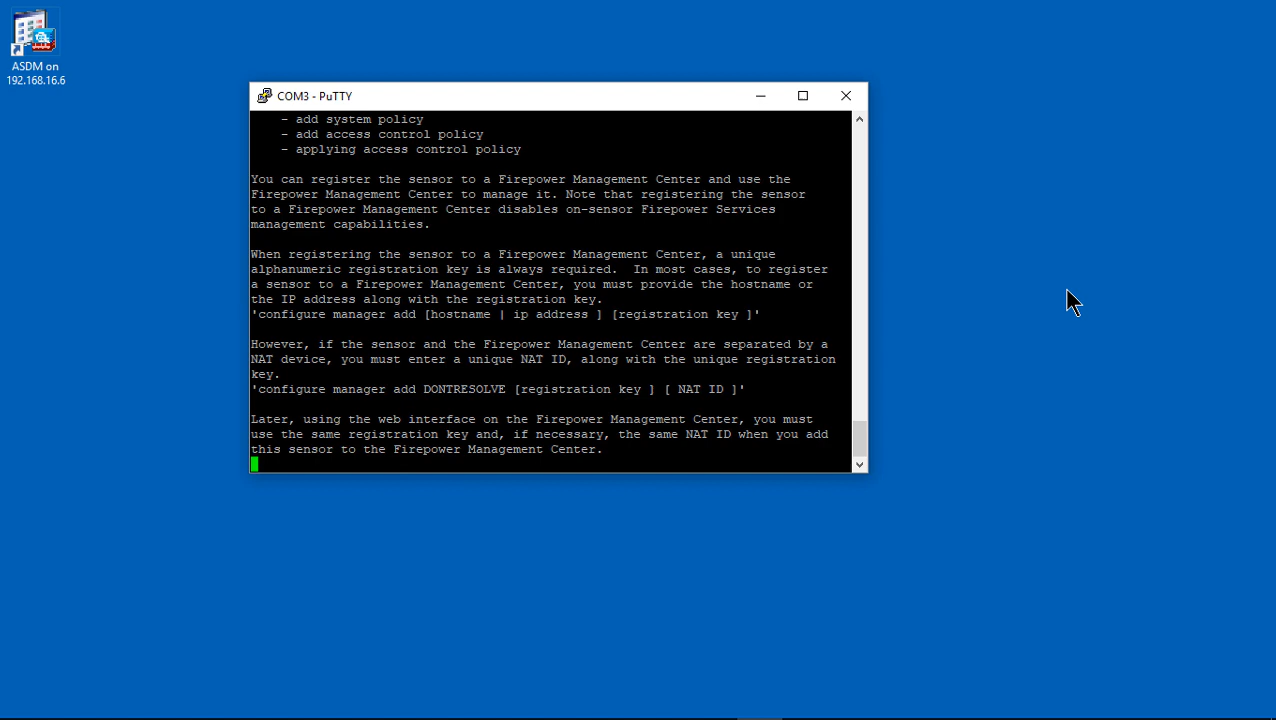 ASDM on
192.168.16.6
COM3 - PuTTY
- add system policy
- add access control policy
- applying access control policy
You can register the sensor to a Firepower Management Center and use the
Firepower Management Center to manage it. Note that registering the sensor
to a Firepower Management Center disables on-sensor Firepower Services
management capabilities.
When registering the sensor to a Firepower Management Center, a unique
alphanumeric registration key is always required.  In most cases, to register
a sensor to a Firepower Management Center, you must provide the hostname or
the IP address along with the registration key.
'configure manager add [hostname | ip address ] [registration key ]'
However, if the sensor and the Firepower Management Center are separated by a
NAT device, you must enter a unique NAT ID, along with the unique registration
key.
'configure manager add DONTRESOLVE [registration key ] [ NAT ID ]'
Later, using the web interface on the Firepower Management Center, you must
use the same registration key and, if necessary, the same NAT ID when you add
this sensor to the Firepower Management Center.